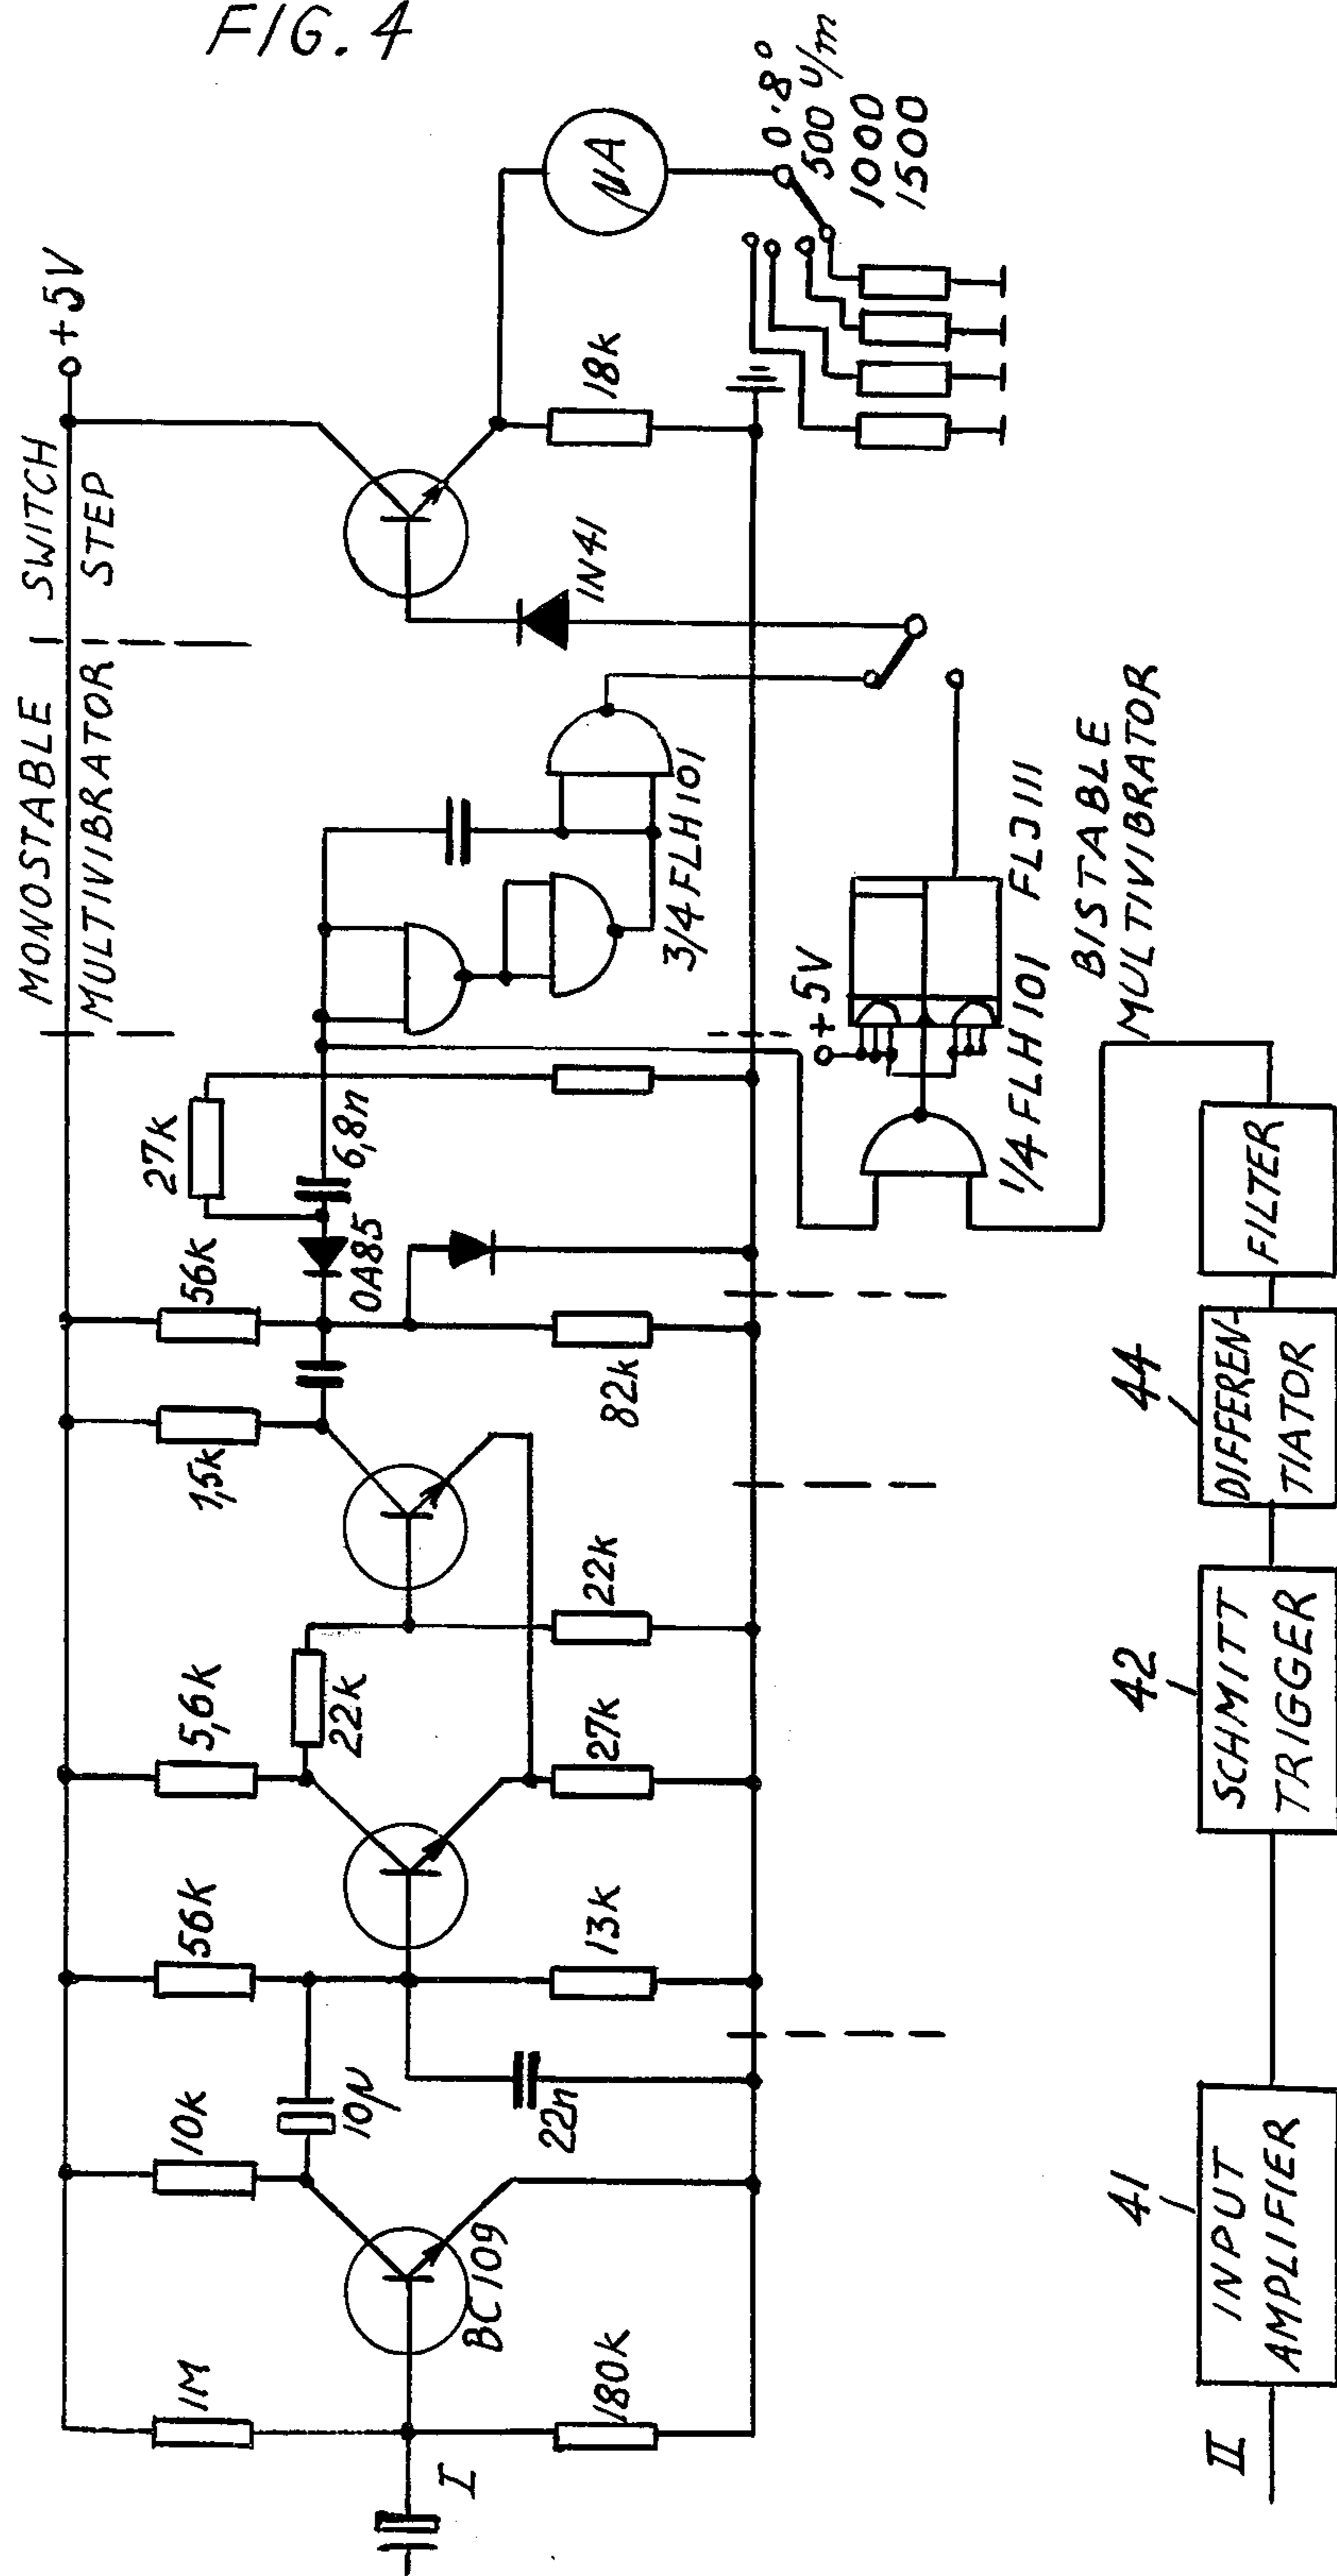 FIG. 4
MONOSTABLE
MULTIVIBRATOR
SWITCH
STEP
+5V
1M
10k
56k
5,6k
1,5k
56k
27k
I
BC109
10µ
22k
OA85
6,8n
180k
22n
13k
27k
22k
82k
3/4 FLH101
1N41
18k
µA
0.8°
500 U/m
1000
1500
+5V
1/4 FLH101
FLJ111
BISTABLE
MULTIVIBRATOR
II
41
INPUT
AMPLIFIER
42
SCHMITT
TRIGGER
44
DIFFEREN-
TIATOR
FILTER